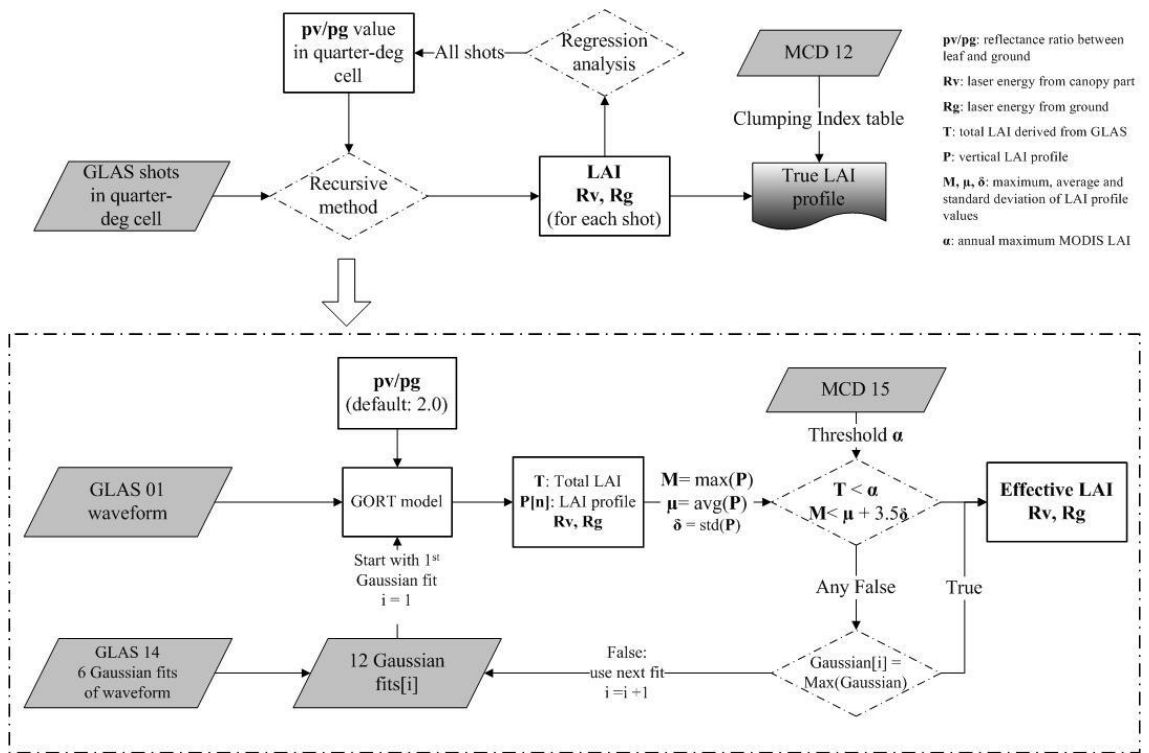 pv/pg value
in quarter-deg
cell
All shots
Regression
analysis
MCD 12
Clumping Index table
GLAS shots
in quarter-
deg cell
Recursive
method
LAI
Rv, Rg
(for each shot)
True LAI
profile
pv/pg: reflectance ratio between
leaf and ground
Rv: laser energy from canopy part
Rg: laser energy from ground
T: total LAI derived from GLAS
P: vertical LAI profile
M, μ, δ: maximum, average and
standard deviation of LAI profile
values
α: annual maximum MODIS LAI
pv/pg
(default: 2.0)
MCD 15
Threshold α
GLAS 01
waveform
GORT model
T: Total LAI
P[n]: LAI profile
Rv, Rg
M= max(P)
μ= avg(P)
δ = std(P)
T < α
M< μ + 3.5δ
Effective LAI
Rv, Rg
Start with 1st
Gaussian fit
i = 1
Any False
True
GLAS 14
6 Gaussian fits
of waveform
12 Gaussian
fits[i]
False:
use next fit
i =i +1
Gaussian[i] =
Max(Gaussian)